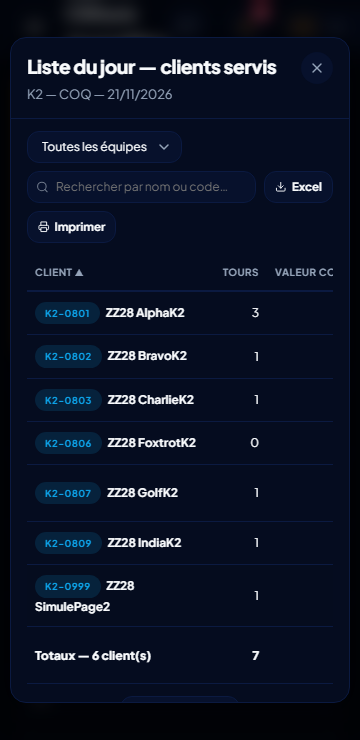 Liste du jour — clients servis
K2 — COQ — 21/11/2026
Toutes les équipes
Rechercher par nom ou code…
Excel
Imprimer
CLIENT ▲ TOURS VALEUR CO
K2-0801 ZZ28 AlphaK2 3
K2-0802 ZZ28 BravoK2 1
K2-0803 ZZ28 CharlieK2 1
K2-0806 ZZ28 FoxtrotK2 0
K2-0807 ZZ28 GolfK2 1
K2-0809 ZZ28 IndiaK2 1
K2-0999 ZZ28
SimulePage2 1
Totaux — 6 client(s) 7